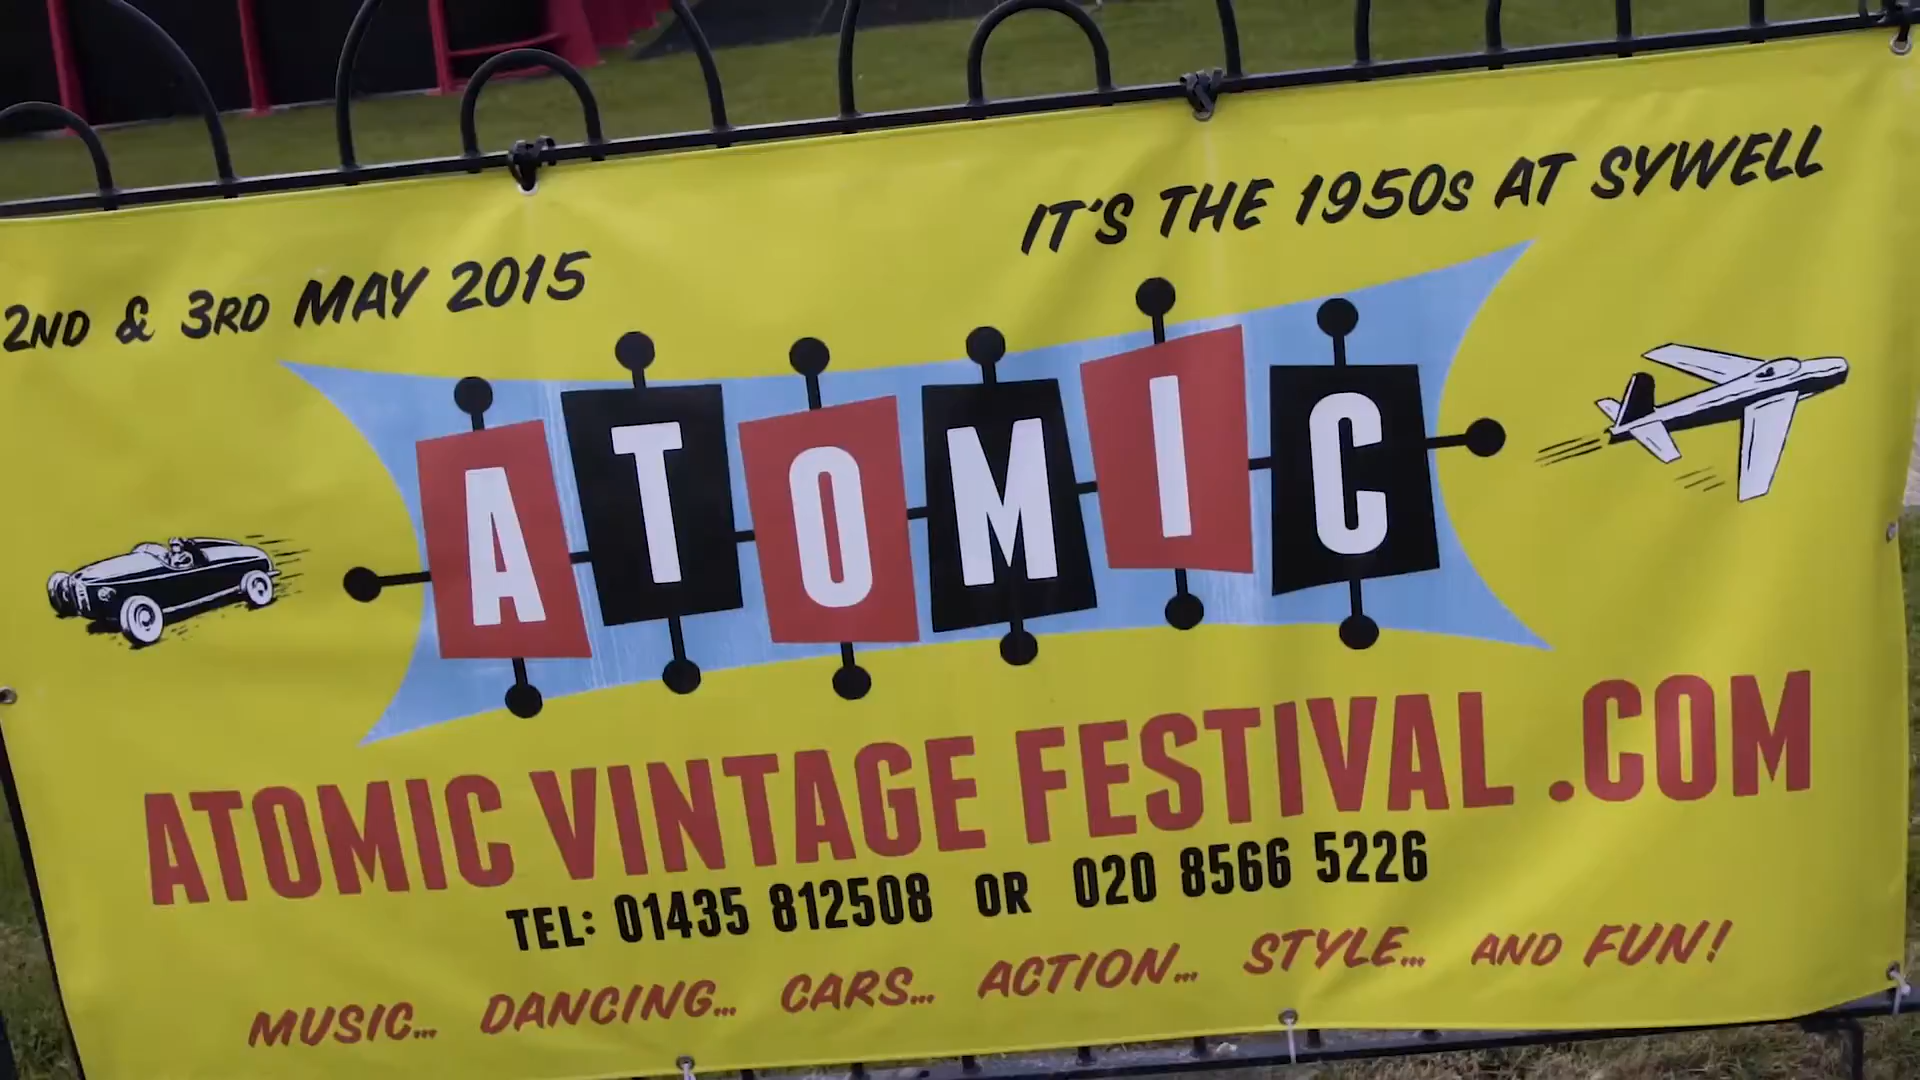 IT'S THE 1950s AT SYWELL
2ND & 3RD MAY 2015
ATOMIC
ATOMIC VINTAGE FESTIVAL .COM
TEL: 01435 812508 OR 020 8566 5226
MUSIC... DANCING... CARS... ACTION... STYLE... AND FUN!